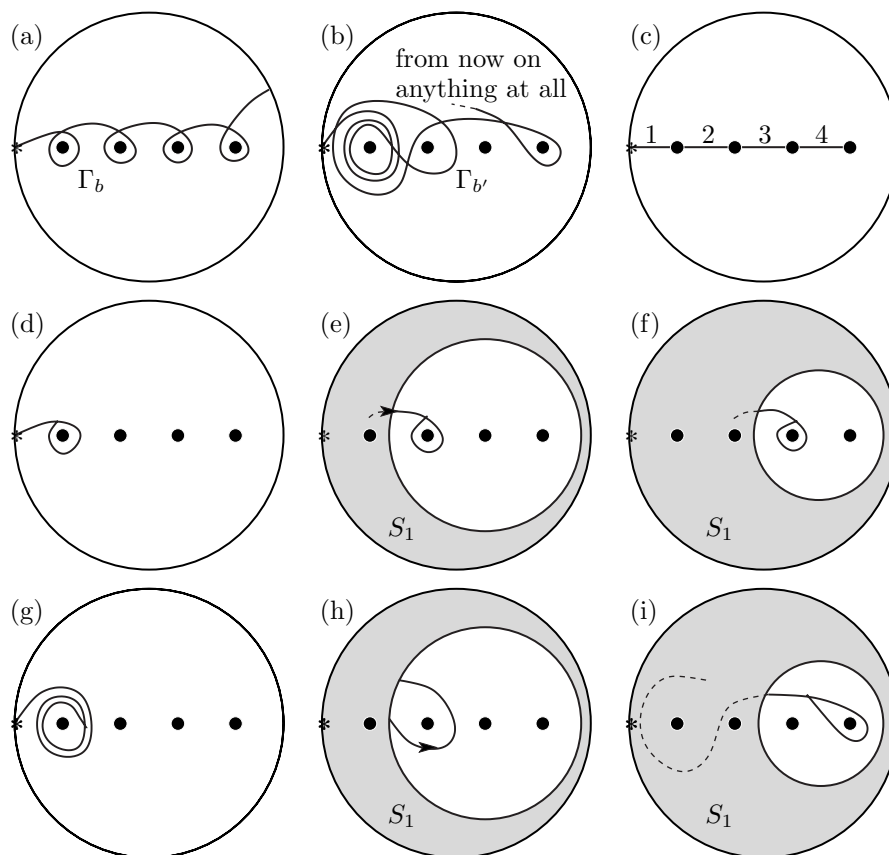 (a)
(b)
from now on
anything at all
(c)
* Γ_b
* Γ_{b'}
* 1 2 3 4
(d)
(e)
(f)
*
* S_1
* S_1
(g)
(h)
(i)
*
* S_1
* S_1